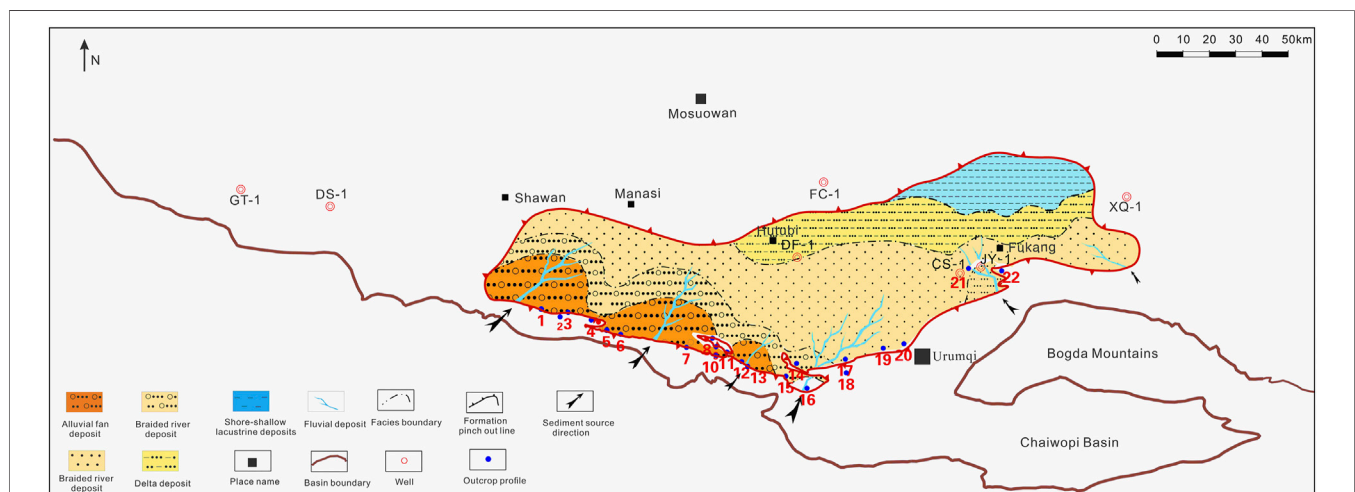 N
0 10 20 30 40 50km
Mosuowan
GT-1
DS-1
Shawan
Manasi
FC-1
XQ-1
Hutubi
DF-1
Fukang
CS-1
JY-1
21
22
1
2
3
4
5
6
7
8
10
11
12
13
14
15
16
17
18
19
20
Urumqi
Bogda Mountains
Chaiwopi Basin
Alluvial fan
deposit
Braided river
deposit
Shore-shallow
lacustrine deposits
Fluvial deposit
Facies boundary
Formation
pinch out line
Sediment source
direction
Braided river
deposit
Delta deposit
Place name
Basin boundary
Well
Outcrop profile